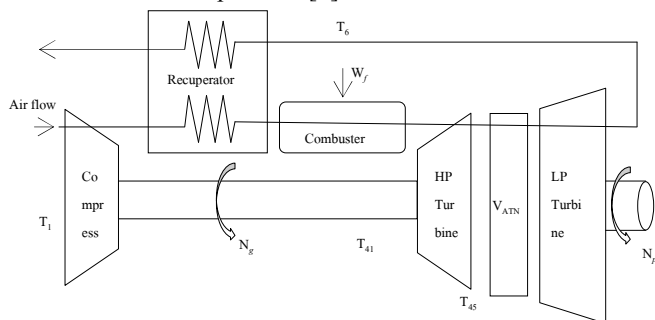 T6
Recuperator
Wf
Air flow
Combuster
Co
mpr
ess
HP
Tur
bine
VATN
LP
Turbi
ne
T1
Ng
T41
T45